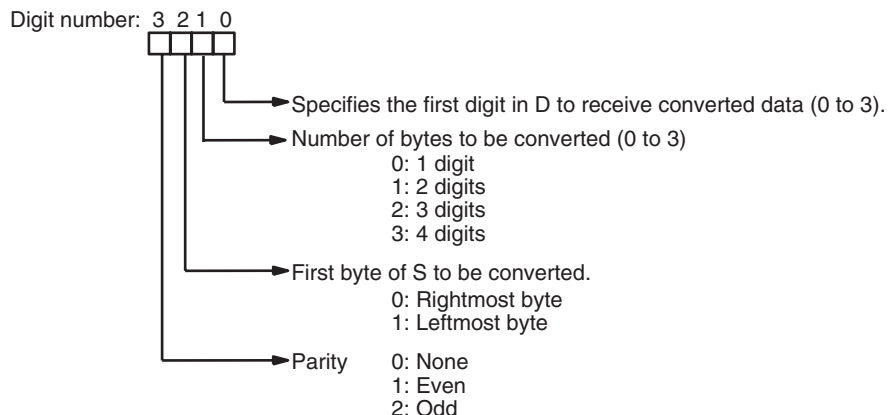 Digit number: 3 2 1 0
Specifies the first digit in D to receive converted data (0 to 3).
Number of bytes to be converted (0 to 3)
0: 1 digit
1: 2 digits
2: 3 digits
3: 4 digits
First byte of S to be converted.
0: Rightmost byte
1: Leftmost byte
Parity 0: None
1: Even
2: Odd